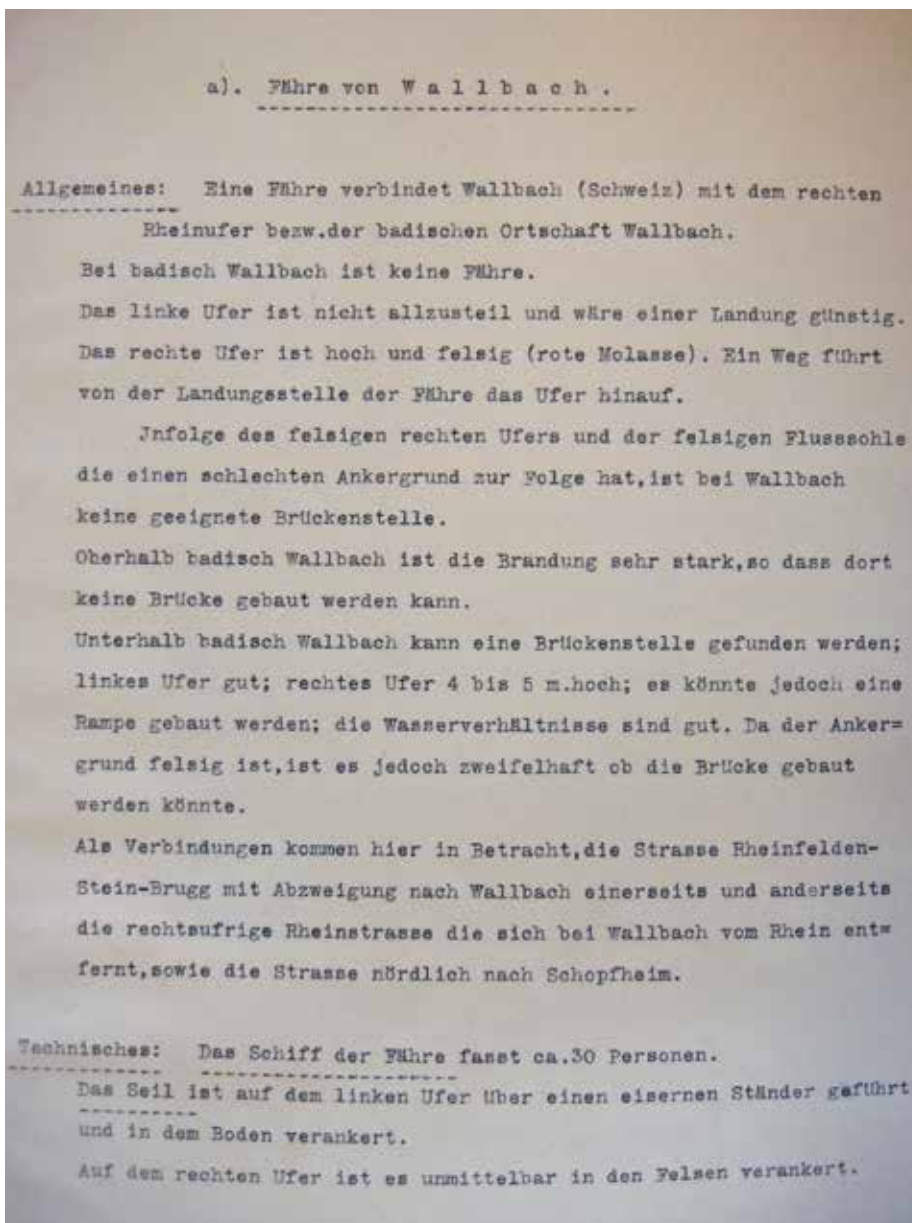 a). Fähre von W a l l b a c h .
Allgemeines: Eine Fähre verbindet Wallbach (Schweiz) mit dem rechten
Rheinufer bezw.der badischen Ortschaft Wallbach.
Bei badisch Wallbach ist keine Fähre.
Das linke Ufer ist nicht allzusteil und wäre einer Landung günstig.
Das rechte Ufer ist hoch und felsig (rote Molasse). Ein Weg führt
von der Landungsstelle der Fähre das Ufer hinauf.
Jnfolge des felsigen rechten Ufers und der felsigen Flusssohle
die einen schlechten Ankergrund zur Folge hat,ist bei Wallbach
keine geeignete Brückenstelle.
Oberhalb badisch Wallbach ist die Brandung sehr stark,so dass dort
keine Brücke gebaut werden kann.
Unterhalb badisch Wallbach kann eine Brückenstelle gefunden werden;
linkes Ufer gut; rechtes Ufer 4 bis 5 m.hoch; es könnte jedoch eine
Rampe gebaut werden; die Wasserverhältnisse sind gut. Da der Anker=
grund felsig ist,ist es jedoch zweifelhaft ob die Brücke gebaut
werden könnte.
Als Verbindungen kommen hier in Betracht,die Strasse Rheinfelden-
Stein-Brugg mit Abzweigung nach Wallbach einerseits und anderseits
die rechtsufrige Rheinstrasse die sich bei Wallbach vom Rhein ent=
fernt,sowie die Strasse nördlich nach Schopfheim.
Technisches: Das Schiff der Fähre fasst ca.30 Personen.
Das Seil ist auf dem linken Ufer über einen eisernen Ständer geführt
und in dem Boden verankert.
Auf dem rechten Ufer ist es unmittelbar in den Felsen verankert.